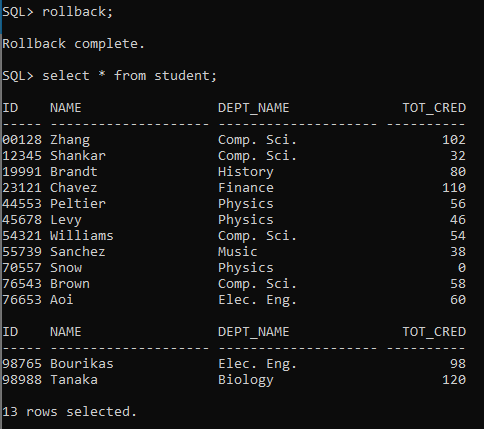 SQL> rollback;
Rollback complete.
SQL> select * from student;
ID    NAME                 DEPT_NAME              TOT_CRED
----- -------------------- -------------------- ----------
00128 Zhang                Comp. Sci.                  102
12345 Shankar              Comp. Sci.                   32
19991 Brandt               History                      80
23121 Chavez               Finance                     110
44553 Peltier              Physics                      56
45678 Levy                 Physics                      46
54321 Williams             Comp. Sci.                   54
55739 Sanchez              Music                        38
70557 Snow                 Physics                       0
76543 Brown                Comp. Sci.                   58
76653 Aoi                  Elec. Eng.                   60
ID    NAME                 DEPT_NAME              TOT_CRED
----- -------------------- -------------------- ----------
98765 Bourikas             Elec. Eng.                   98
98988 Tanaka               Biology                     120
13 rows selected.